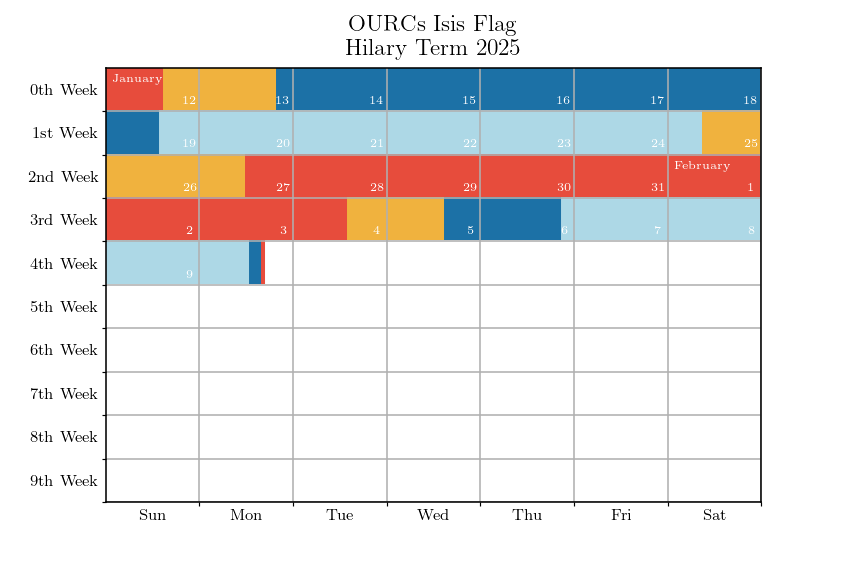 OURCs Isis Flag
Hilary Term 2025
January
0th Week
12 13 14 15 16 17 18
1st Week
19 20 21 22 23 24 25
February
2nd Week
26 27 28 29 30 31 1
3rd Week
2 3 4 5 6 7 8
4th Week
9
5th Week
6th Week
7th Week
8th Week
9th Week
Sun Mon Tue Wed Thu Fri Sat